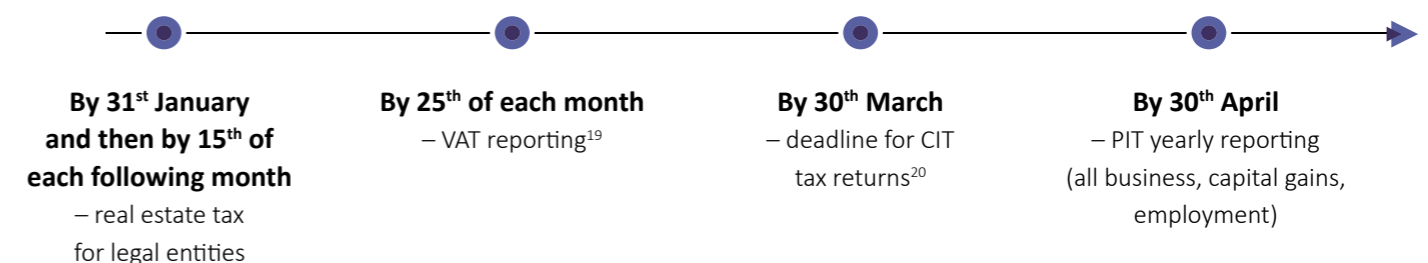 By 31st January
and then by 15th of
each following month
– real estate tax
for legal entities
By 25th of each month
– VAT reporting19
By 30th March
– deadline for CIT
tax returns20
By 30th April
– PIT yearly reporting
(all business, capital gains,
employment)